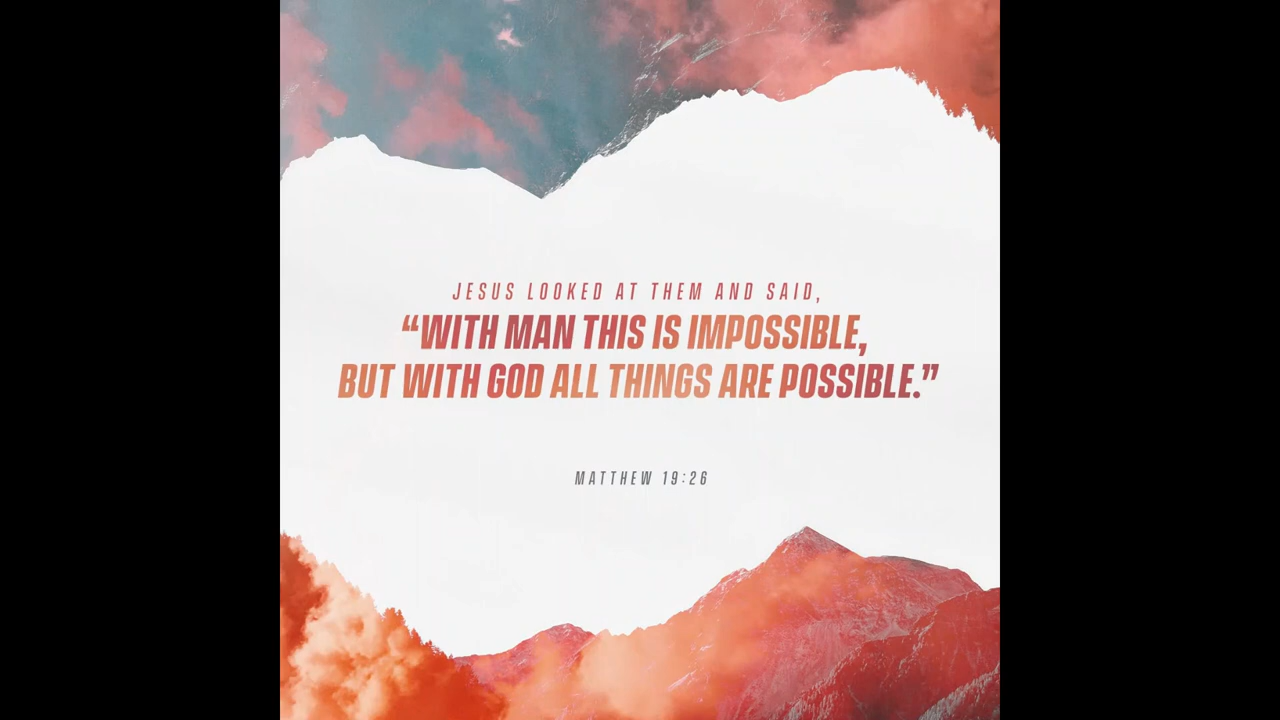 JESUS LOOKED AT THEM AND SAID,
“WITH MAN THIS IS IMPOSSIBLE,
BUT WITH GOD ALL THINGS ARE POSSIBLE.”
MATTHEW 19:26